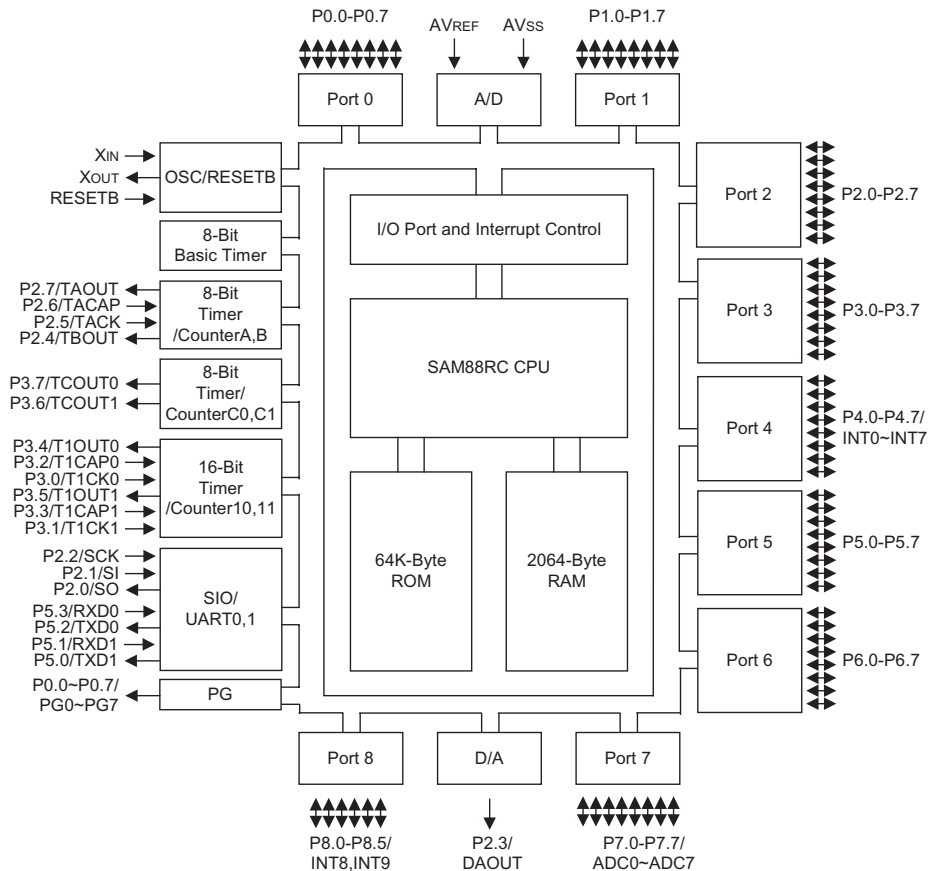 P0.0-P0.7
AVREF
AVSS
P1.0-P1.7
Port 0
A/D
Port 1
XIN
XOUT
RESETB
OSC/RESETB
Port 2
P2.0-P2.7
I/O Port and Interrupt Control
8-Bit
Basic Timer
P2.7/TAOUT
P2.6/TACAP
P2.5/TACK
P2.4/TBOUT
8-Bit
Timer
/CounterA,B
Port 3
P3.0-P3.7
SAM88RC CPU
P3.7/TCOUT0
P3.6/TCOUT1
8-Bit
Timer/
CounterC0,C1
Port 4
P4.0-P4.7/
INT0~INT7
P3.4/T1OUT0
P3.2/T1CAP0
P3.0/T1CK0
P3.5/T1OUT1
P3.3/T1CAP1
P3.1/T1CK1
16-Bit
Timer
/Counter10,11
Port 5
P5.0-P5.7
64K-Byte
ROM
2064-Byte
RAM
P2.2/SCK
P2.1/SI
P2.0/SO
P5.3/RXD0
P5.2/TXD0
P5.1/RXD1
P5.0/TXD1
SIO/
UART0,1
Port 6
P6.0-P6.7
P0.0~P0.7/
PG0~PG7
PG
Port 8
D/A
Port 7
P8.0-P8.5/
INT8,INT9
P2.3/
DAOUT
P7.0-P7.7/
ADC0~ADC7